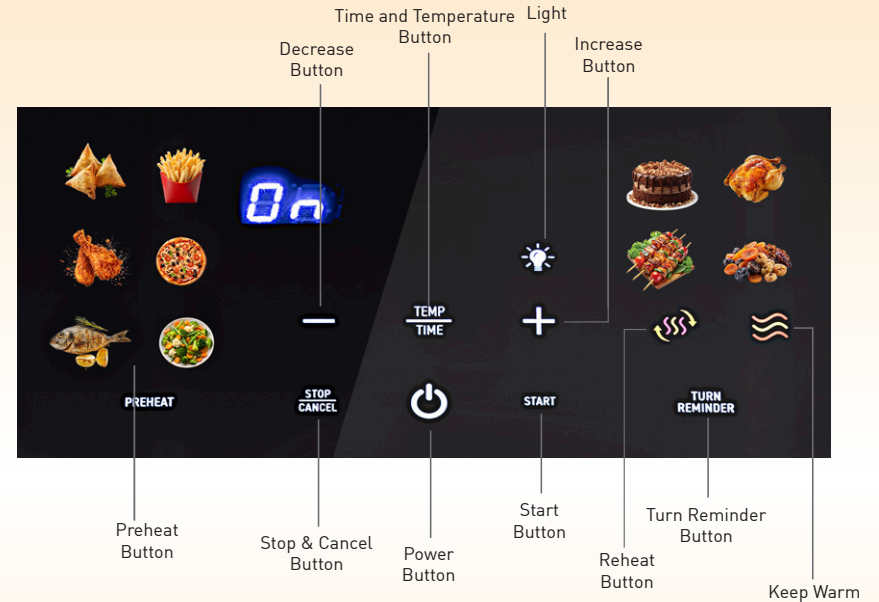 Time and Temperature
Button
Light
Decrease
Button
Increase
Button
On
TEMP
TIME
PREHEAT
STOP
CANCEL
START
TURN
REMINDER
Preheat
Button
Stop & Cancel
Button
Power
Button
Start
Button
Turn Reminder
Button
Reheat
Button
Keep Warm